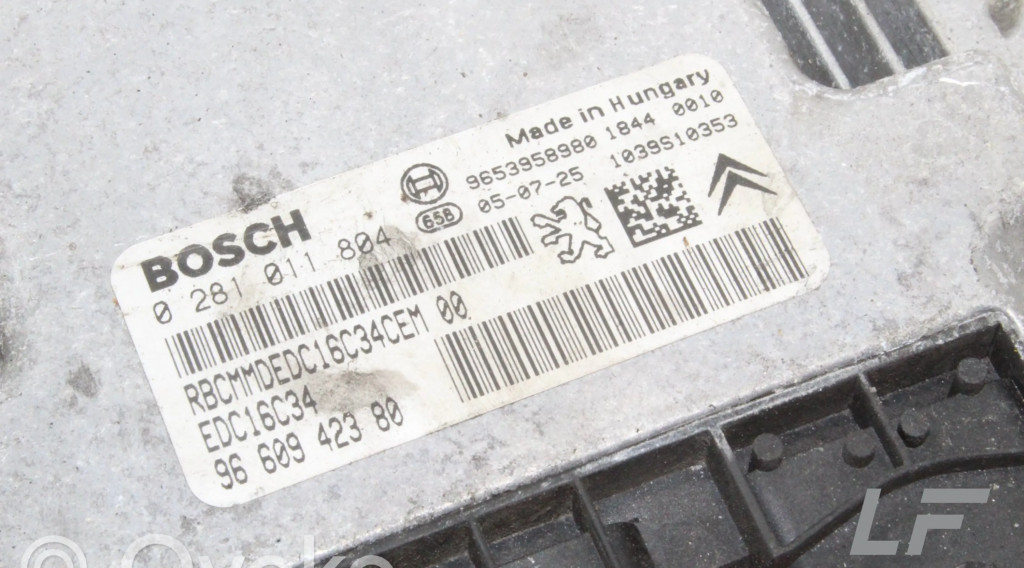 Made in Hungary
9653958980 1844 0010
658 05-07-25 1039S10353
BOSCH
0 281 011 804
RBCMMDEDC16C34CEM 00
EDC16C34
96 609 423 80
LF
Ovoko